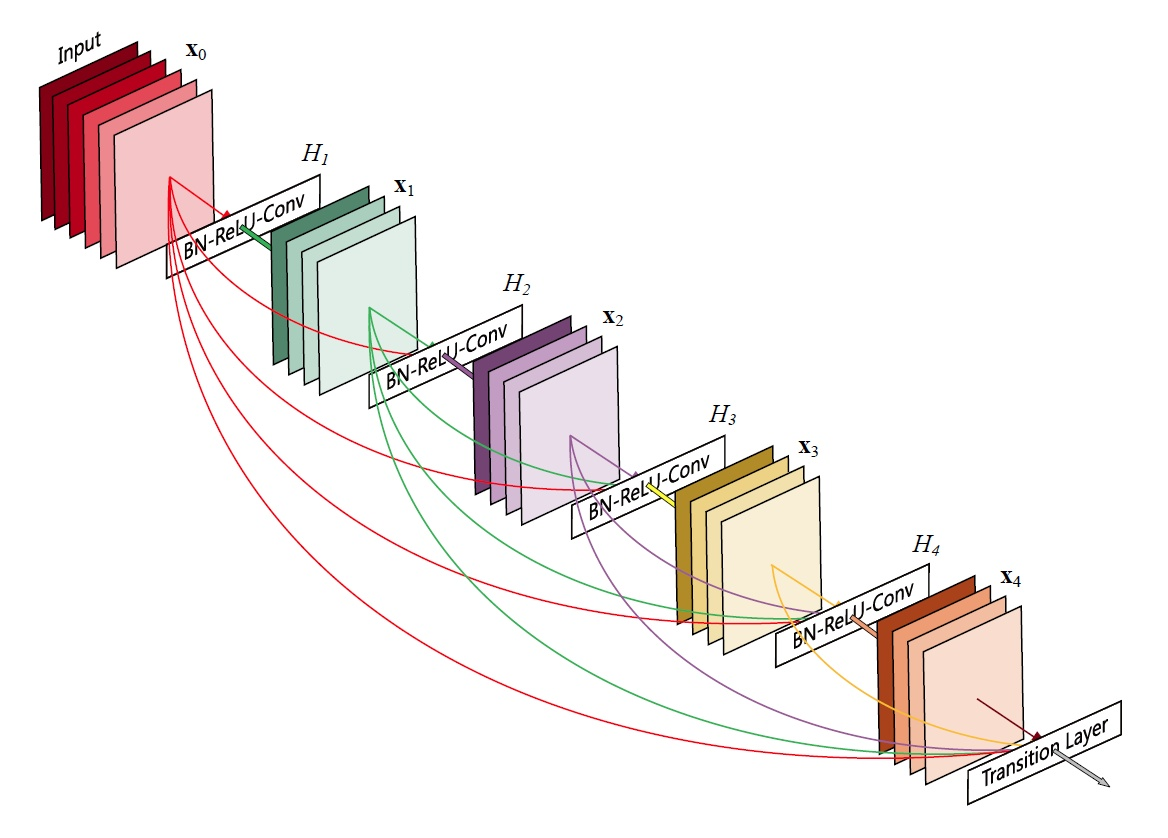 Input
x0
H1
BN-ReLU-Conv
x1
H2
BN-ReLU-Conv
x2
H3
BN-ReLU-Conv
x3
H4
BN-ReLU-Conv
x4
Transition Layer